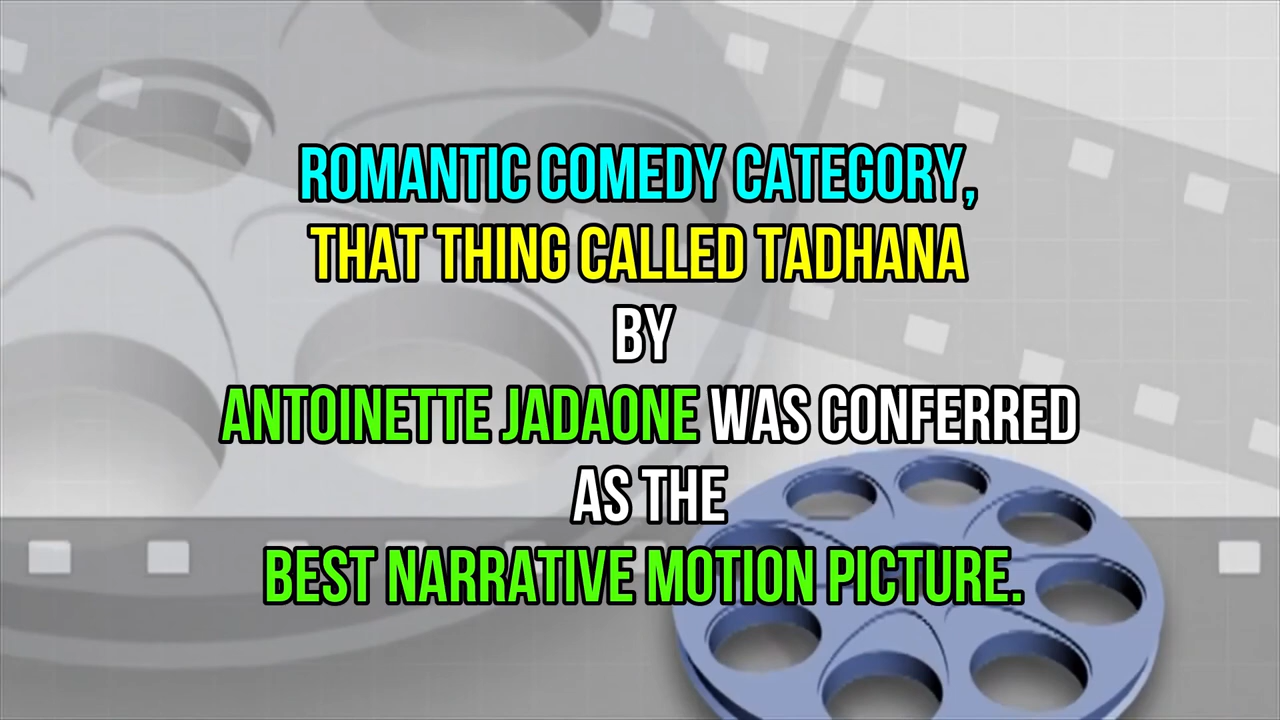 ROMANTIC COMEDY CATEGORY,
THAT THING CALLED TADHANA
BY
ANTOINETTE JADAONE WAS CONFERRED
AS THE
BEST NARRATIVE MOTION PICTURE.